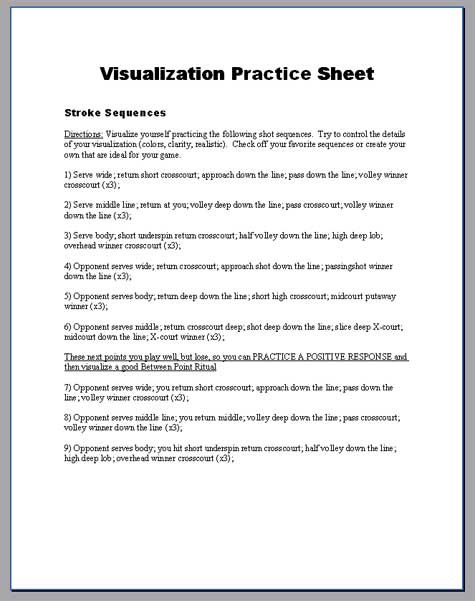 Visualization Practice Sheet
Stroke Sequences
Directions: Visualize yourself practicing the following shot sequences. Try to control the details
of your visualization (colors, clarity, realistic). Check off your favorite sequences or create your
own that are ideal for your game.
1) Serve wide; return short crosscourt; approach down the line; pass down the line; volley winner
crosscourt (x3);
2) Serve middle line; return at you; volley deep down the line; pass crosscourt; volley winner
down the line (x3);
3) Serve body; short underspin return crosscourt; half volley down the line; high deep lob;
overhead winner crosscourt (x3);
4) Opponent serves wide; return crosscourt; approach shot down the line; passingshot winner
down the line (x3);
5) Opponent serves body; return deep down the line; short high crosscourt; midcourt putaway
winner (x3);
6) Opponent serves middle; return crosscourt deep; shot deep down the line; slice deep X-court;
midcourt down the line; X-court winner (x3);
These next points you play well, but lose, so you can PRACTICE A POSITIVE RESPONSE and
then visualize a good Between Point Ritual
7) Opponent serves wide; you return short crosscourt; approach down the line; pass down the
line; volley winner crosscourt (x3);
8) Opponent serves middle line; you return middle; volley deep down the line; pass crosscourt;
volley winner down the line (x3);
9) Opponent serves body; you hit short underspin return crosscourt; half volley down the line;
high deep lob; overhead winner crosscourt (x3);